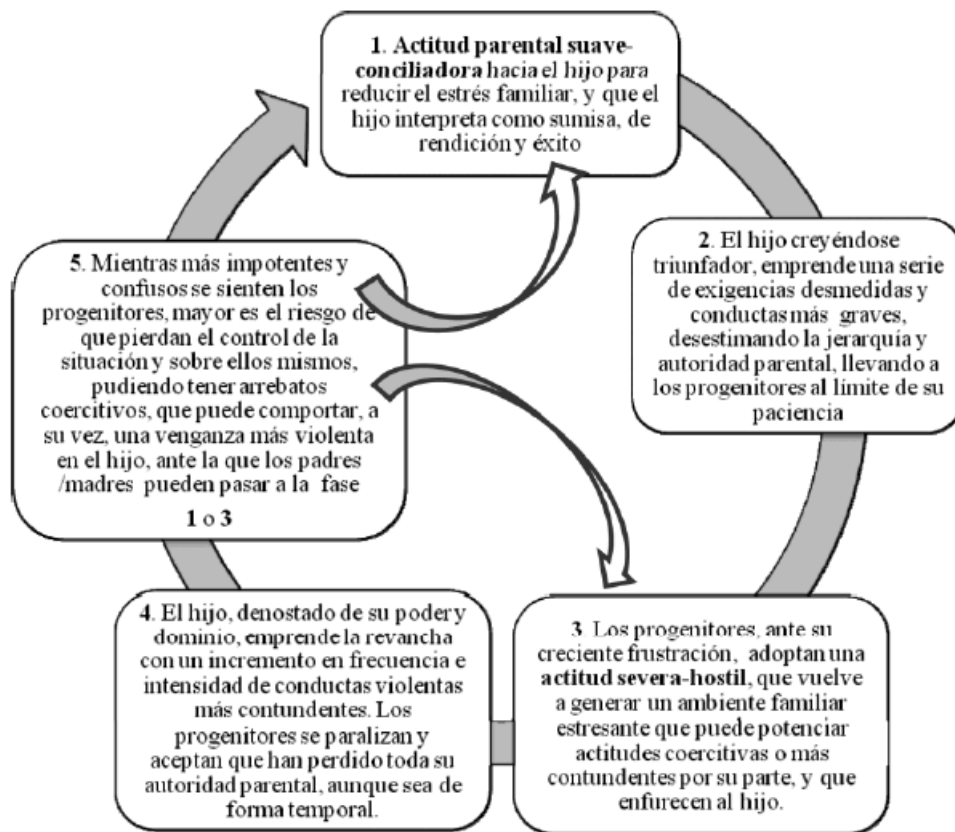 1. Actitud parental suave-
conciliadora hacia el hijo para
reducir el estrés familiar, y que el
hijo interpreta como sumisa, de
rendición y éxito
2. El hijo creyéndose
triunfador, emprende una serie
de exigencias desmedidas y
conductas más graves,
desestimando la jerarquía y
autoridad parental, llevando a
los progenitores al límite de su
paciencia
3 Los progenitores, ante su
creciente frustración, adoptan una
actitud severa-hostil, que vuelve
a generar un ambiente familiar
estresante que puede potenciar
actitudes coercitivas o más
contundentes por su parte, y que
enfurecen al hijo.
4. El hijo, denostado de su poder y
dominio, emprende la revancha
con un incremento en frecuencia e
intensidad de conductas violentas
más contundentes. Los
progenitores se paralizan y
aceptan que han perdido toda su
autoridad parental, aunque sea de
forma temporal.
5. Mientras más impotentes y
confusos se sienten los
progenitores, mayor es el riesgo de
que pierdan el control de la
situación y sobre ellos mismos,
pudiendo tener arrebatos
coercitivos, que puede comportar, a
su vez, una venganza más violenta
en el hijo, ante la que los padres
/madres pueden pasar a la fase
1 o 3